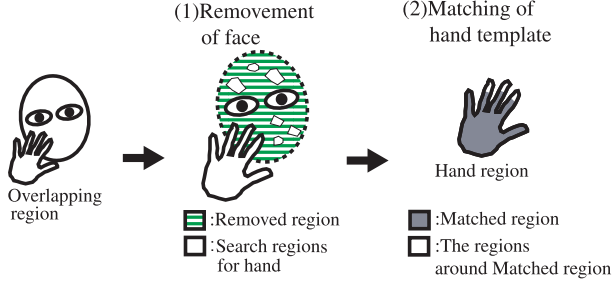 (1)Removement
of face
(2)Matching of
hand template
Overlapping
region
Hand region
:Removed region
:Search regions
for hand
:Matched region
:The regions
around Matched region